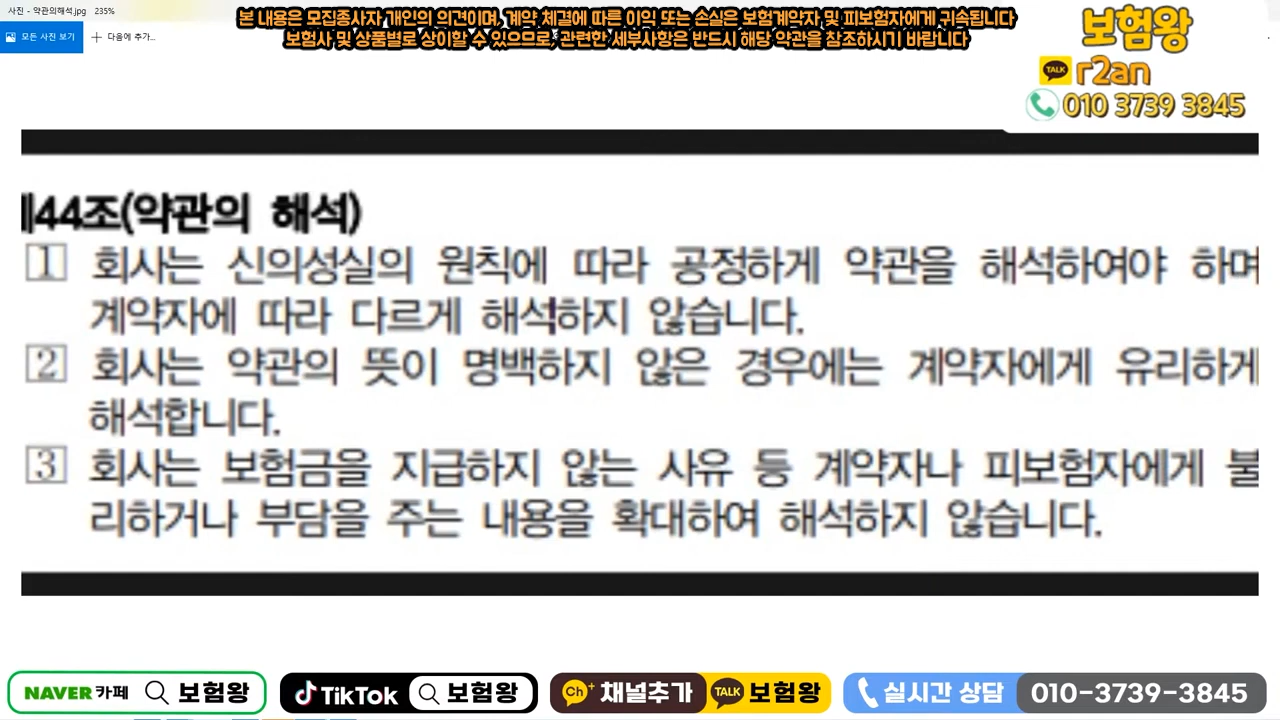 사진 - 약관의해석.jpg 235%
모든 사진 보기 다음에 추가...
본 내용은 모집종사자 개인의 의견이며, 계약 체결에 따른 이익 또는 손실은 보험계약자 및 피보험자에게 귀속됩니다
보험사 및 상품별로 상이할 수 있으므로, 관련한 세부사항은 반드시 해당 약관을 참조하시기 바랍니다
보험왕
TALK r2an
010 3739 3845
44조(약관의 해석)
1 회사는 신의성실의 원칙에 따라 공정하게 약관을 해석하여야 하며
계약자에 따라 다르게 해석하지 않습니다.
2 회사는 약관의 뜻이 명백하지 않은 경우에는 계약자에게 유리하게
해석합니다.
3 회사는 보험금을 지급하지 않는 사유 등 계약자나 피보험자에게 불
리하거나 부담을 주는 내용을 확대하여 해석하지 않습니다.
NAVER 카페 보험왕
TikTok 보험왕
Ch+ 채널추가 TALK 보험왕
실시간 상담 010-3739-3845